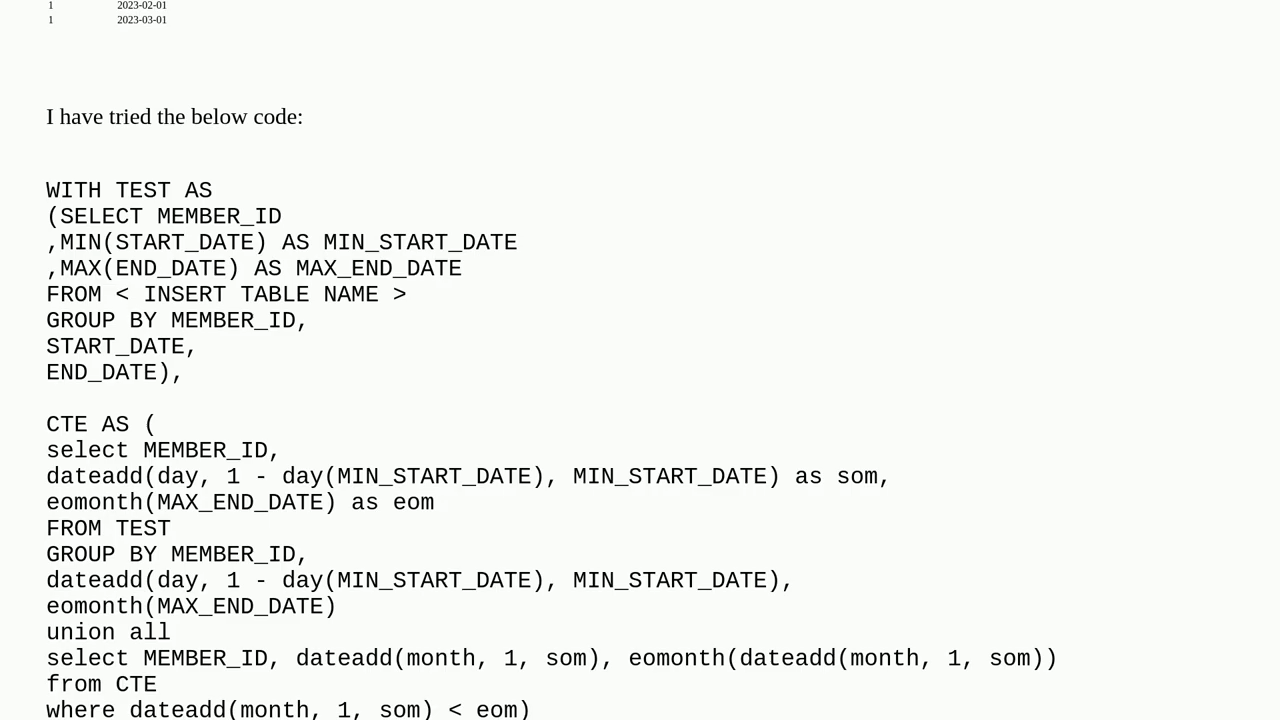 1 2023-02-01
1 2023-03-01
I have tried the below code:
WITH TEST AS
(SELECT MEMBER_ID
,MIN(START_DATE) AS MIN_START_DATE
,MAX(END_DATE) AS MAX_END_DATE
FROM < INSERT TABLE NAME >
GROUP BY MEMBER_ID,
START_DATE,
END_DATE),
CTE AS (
select MEMBER_ID,
dateadd(day, 1 - day(MIN_START_DATE), MIN_START_DATE) as som,
eomonth(MAX_END_DATE) as eom
FROM TEST
GROUP BY MEMBER_ID,
dateadd(day, 1 - day(MIN_START_DATE), MIN_START_DATE),
eomonth(MAX_END_DATE)
union all
select MEMBER_ID, dateadd(month, 1, som), eomonth(dateadd(month, 1, som))
from CTE
where dateadd(month, 1, som) < eom)